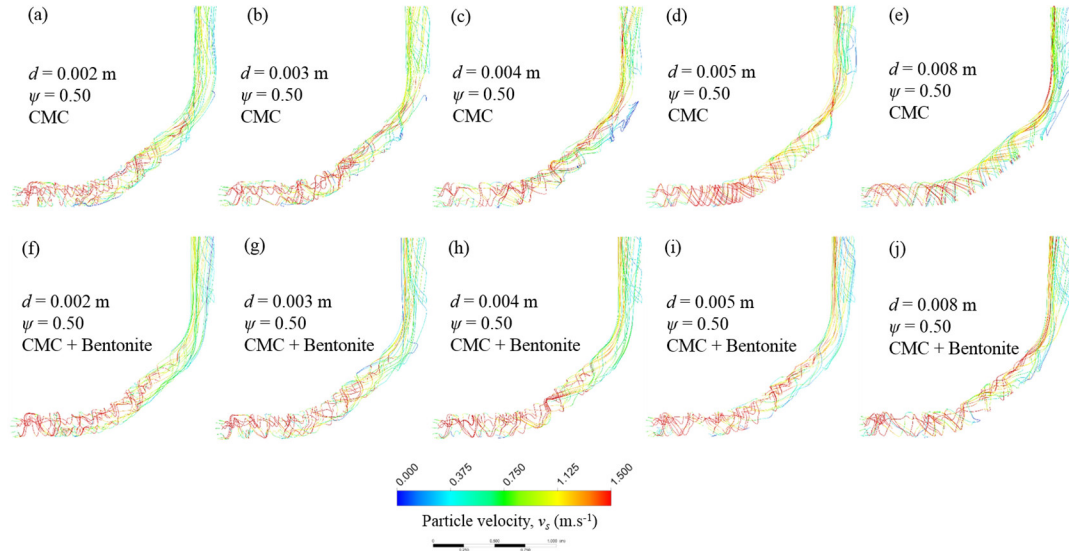 (a)
d = 0.002 m
ψ = 0.50
CMC
(b)
d = 0.003 m
ψ = 0.50
CMC
(c)
d = 0.004 m
ψ = 0.50
CMC
(d)
d = 0.005 m
ψ = 0.50
CMC
(e)
d = 0.008 m
ψ = 0.50
CMC
(f)
d = 0.002 m
ψ = 0.50
CMC + Bentonite
(g)
d = 0.003 m
ψ = 0.50
CMC + Bentonite
(h)
d = 0.004 m
ψ = 0.50
CMC + Bentonite
(i)
d = 0.005 m
ψ = 0.50
CMC + Bentonite
(j)
d = 0.008 m
ψ = 0.50
CMC + Bentonite
0.000
0.375
0.750
1.125
1.500
Particle velocity, vₛ (m.s⁻¹)